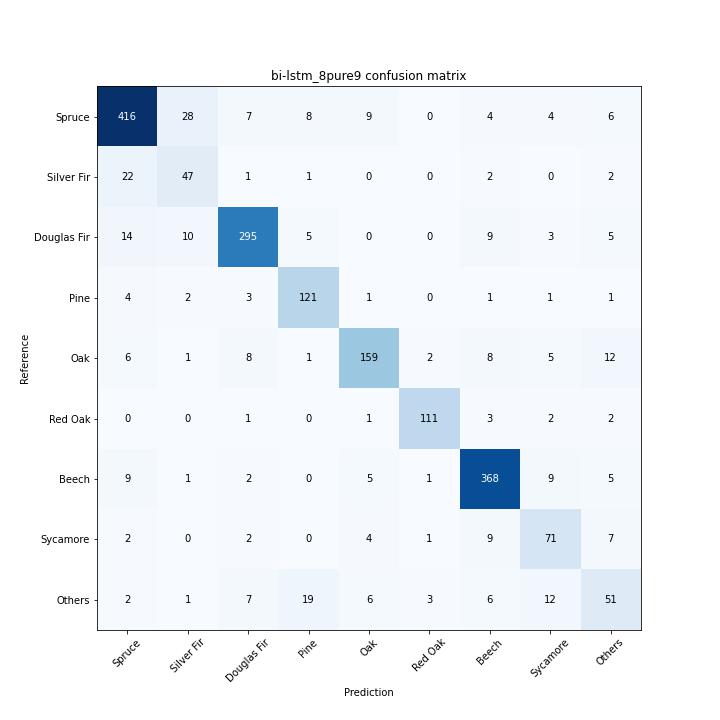 bi-lstm_8pure9 confusion matrix
Spruce 416 28 7 8 9 0 4 4 6
Silver Fir 22 47 1 1 0 0 2 0 2
Douglas Fir 14 10 295 5 0 0 9 3 5
Pine 4 2 3 121 1 0 1 1 1
Reference
Oak 6 1 8 1 159 2 8 5 12
Red Oak 0 0 1 0 1 111 3 2 2
Beech 9 1 2 0 5 1 368 9 5
Sycamore 2 0 2 0 4 1 9 71 7
Others 2 1 7 19 6 3 6 12 51
Spruce Silver Fir Douglas Fir Pine Oak Red Oak Beech Sycamore Others
Prediction